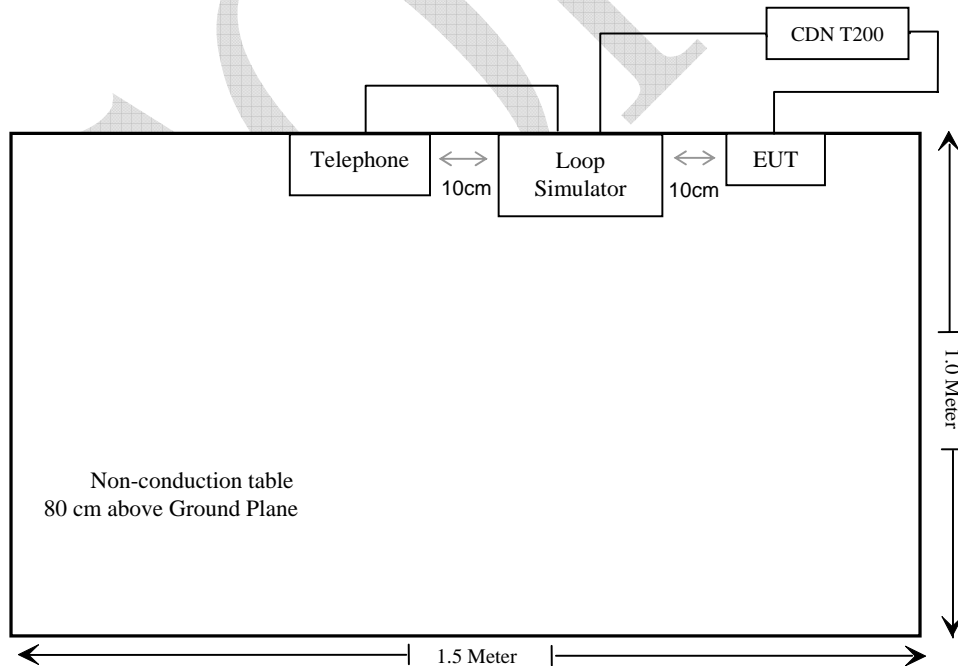 CDN T200
Telephone
Loop
Simulator
EUT
10cm
10cm
1.0 Meter
Non-conduction table
80 cm above Ground Plane
1.5 Meter